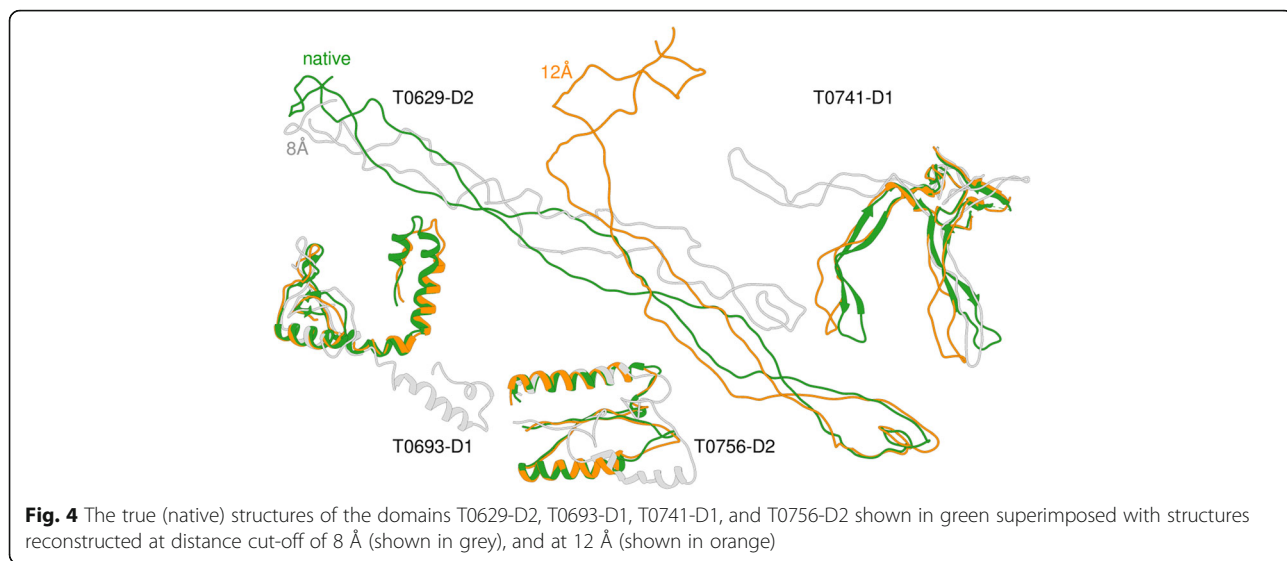 native
T0629-D2
12Å
T0741-D1
8Å
T0693-D1
T0756-D2
Fig. 4 The true (native) structures of the domains T0629-D2, T0693-D1, T0741-D1, and T0756-D2 shown in green superimposed with structures
reconstructed at distance cut-off of 8 Å (shown in grey), and at 12 Å (shown in orange)